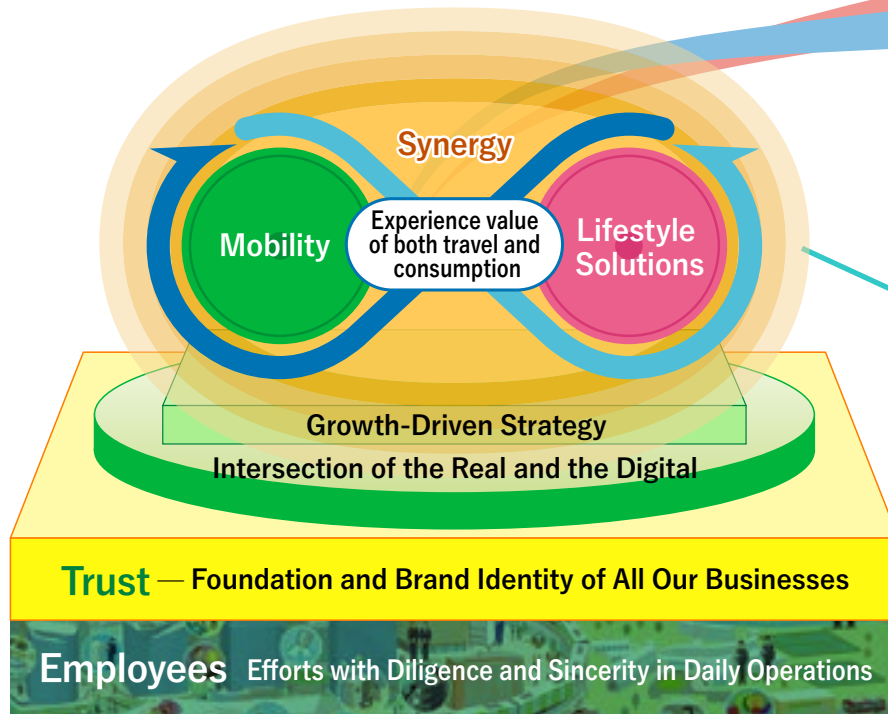 Synergy
Mobility
Experience value
of both travel and
consumption
Lifestyle
Solutions
Growth-Driven Strategy
Intersection of the Real and the Digital
Trust — Foundation and Brand Identity of All Our Businesses
Employees Efforts with Diligence and Sincerity in Daily Operations